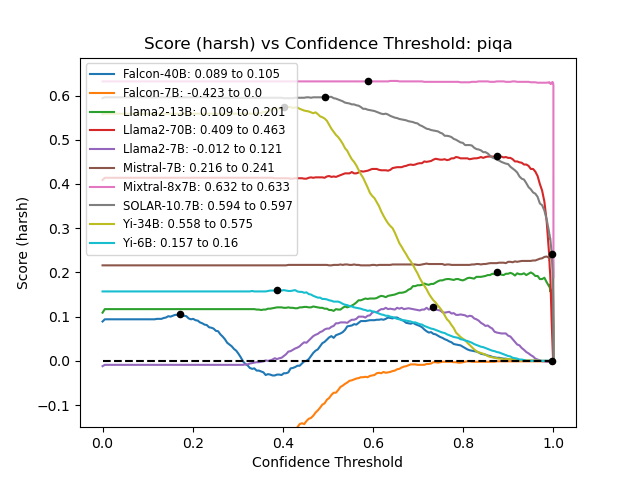 Score (harsh) vs Confidence Threshold: piqa
Falcon-40B: 0.089 to 0.105
Falcon-7B: -0.423 to 0.0
Llama2-13B: 0.109 to 0.201
Llama2-70B: 0.409 to 0.463
Llama2-7B: -0.012 to 0.121
Mistral-7B: 0.216 to 0.241
Mixtral-8x7B: 0.632 to 0.633
SOLAR-10.7B: 0.594 to 0.597
Yi-34B: 0.558 to 0.575
Yi-6B: 0.157 to 0.16
Score (harsh)
0.6
0.5
0.4
0.3
0.2
0.1
0.0
−0.1
0.0 0.2 0.4 0.6 0.8 1.0
Confidence Threshold